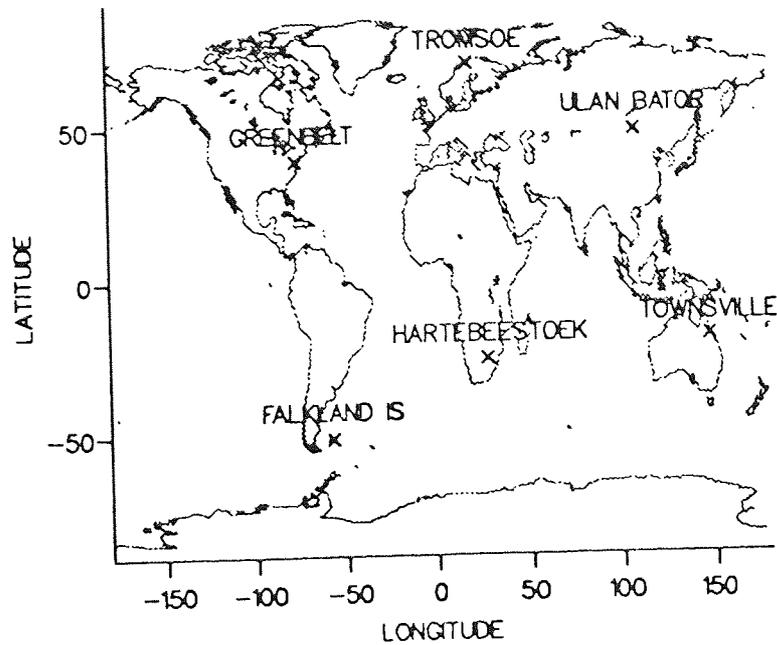 TROMSOE
ULAN BATOR
50
GREENBELT
LATITUDE
0
TOWNSVILLE
HARTEBEESTOEK
FALKLAND IS
-50
-150
-100
-50
0
50
100
150
LONGITUDE